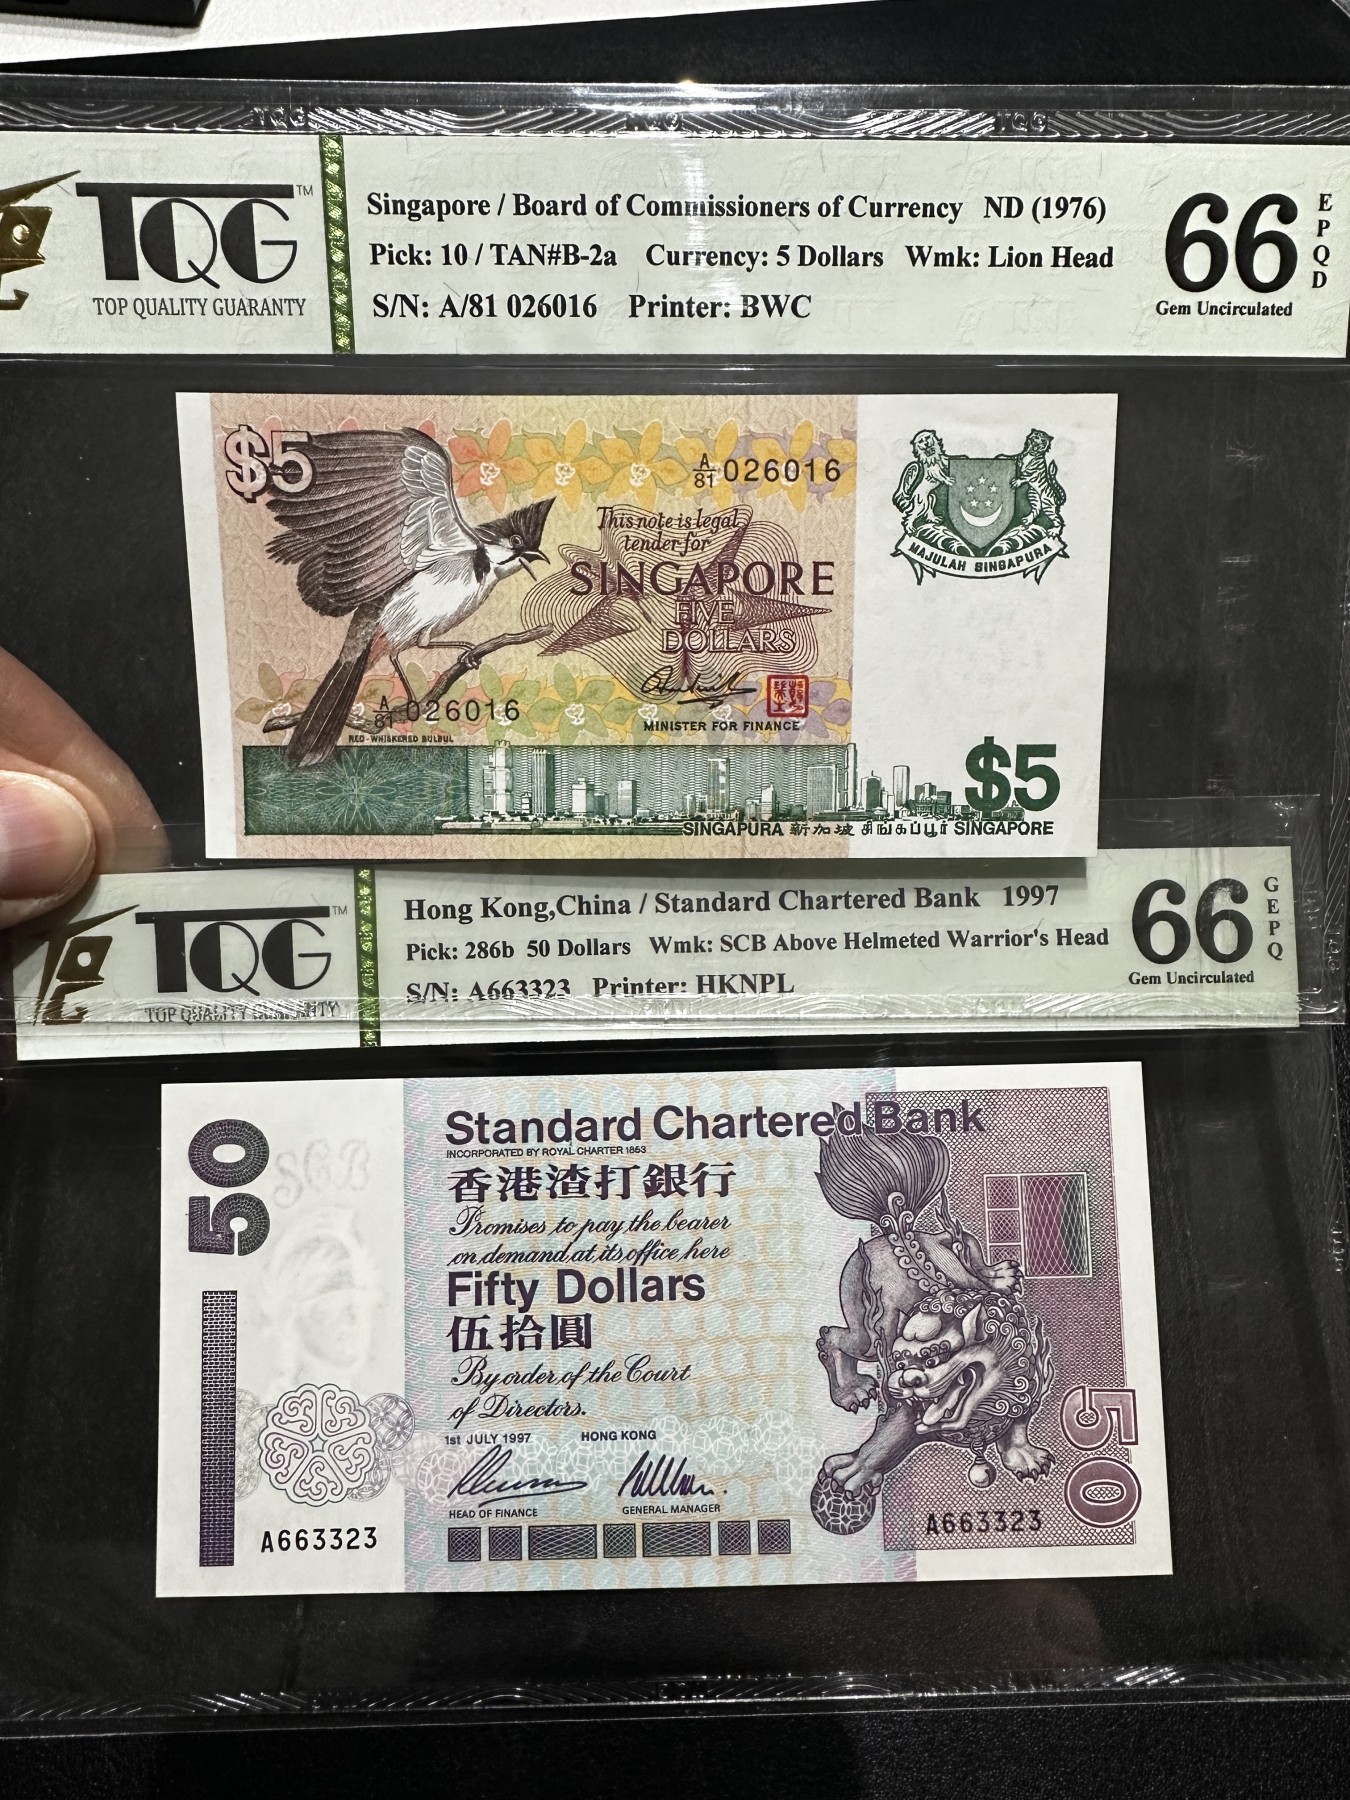 TQG TQG TQG
TQG™
TOP QUALITY GUARANTY
Singapore / Board of Commissioners of Currency ND (1976)
Pick: 10 / TAN#B-2a Currency: 5 Dollars Wmk: Lion Head
S/N: A/81 026016 Printer: BWC
66
EPQD
Gem Uncirculated
$5
A/81 026016
This note is legal
tender for
SINGAPORE
FIVE
DOLLARS
MINISTER FOR FINANCE
A/81 026016
RED-WHISKERED BULBUL
MAJULAH SINGAPURA
$5
SINGAPURA 新加坡 சிங்கப்பூர் SINGAPORE
TQG™
TOP QUALITY GUARANTY
Hong Kong,China / Standard Chartered Bank 1997
Pick: 286b 50 Dollars Wmk: SCB Above Helmeted Warrior's Head
S/N: A663323 Printer: HKNPL
66
GEPQ
Gem Uncirculated
50
SCB
Standard Chartered Bank
INCORPORATED BY ROYAL CHARTER 1853
香港渣打銀行
Promises to pay the bearer
on demand at its office here
Fifty Dollars
伍拾圓
By order of the Court
of Directors.
1st JULY 1997 HONG KONG
HEAD OF FINANCE GENERAL MANAGER
A663323
A663323
50